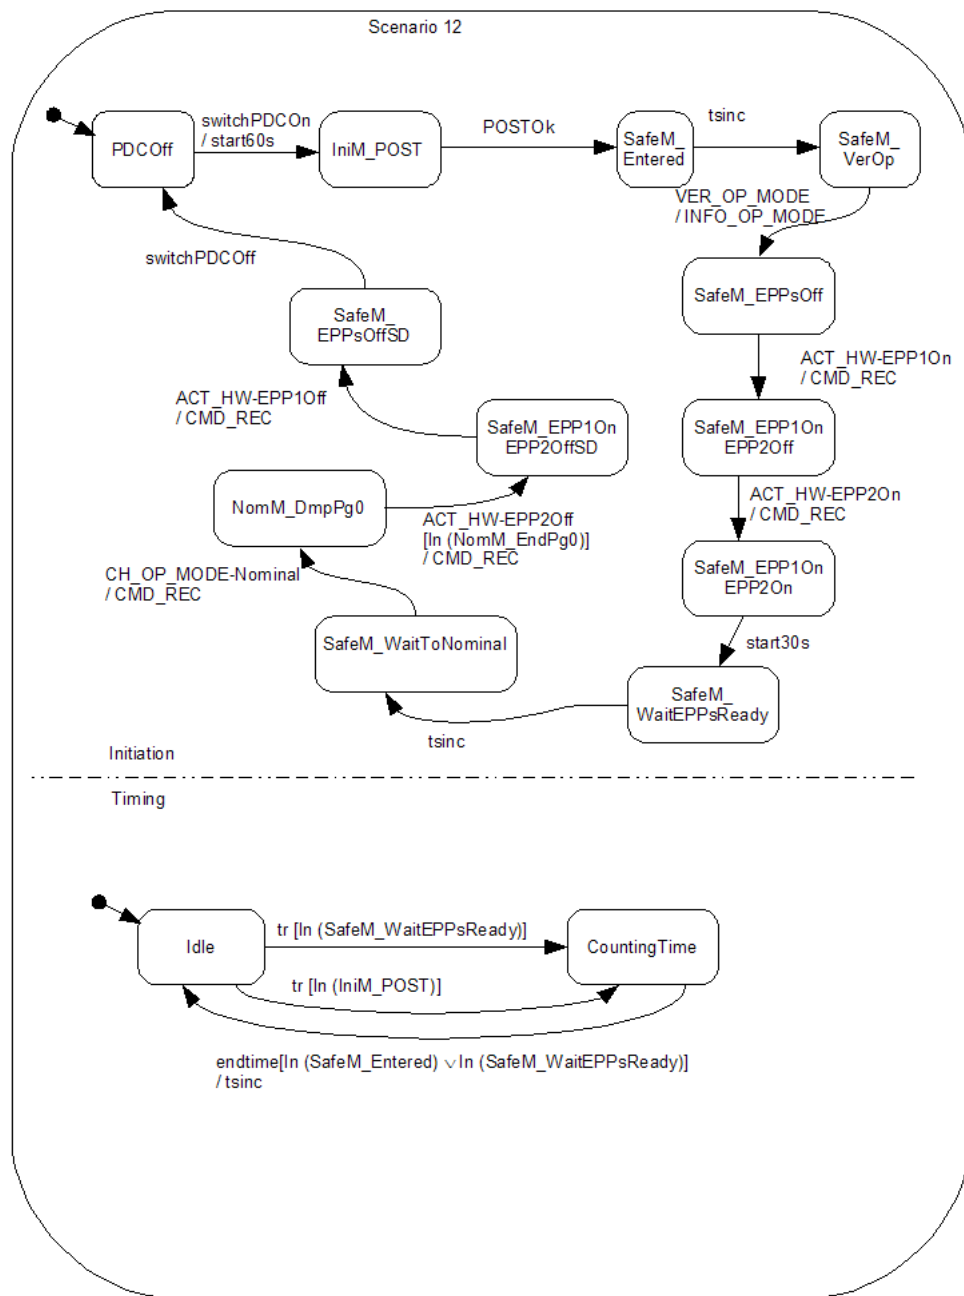 Scenario 12
switchPDCOn
/ start60s
PDCOff
IniM_POST
POSTOk
SafeM_
Entered
tsinc
SafeM_
VerOp
VER_OP_MODE
/ INFO_OP_MODE
switchPDCOff
SafeM_EPPsOff
SafeM_
EPPsOffSD
ACT_HW-EPP1On
/ CMD_REC
ACT_HW-EPP1Off
/ CMD_REC
SafeM_EPP1On
EPP2OffSD
SafeM_EPP1On
EPP2Off
NomM_DmpPg0
ACT_HW-EPP2Off
[In (NomM_EndPg0)]
/ CMD_REC
ACT_HW-EPP2On
/ CMD_REC
CH_OP_MODE-Nominal
/ CMD_REC
SafeM_EPP1On
EPP2On
SafeM_WaitToNominal
start30s
SafeM_
WaitEPPsReady
tsinc
Initiation
Timing
Idle
tr [In (SafeM_WaitEPPsReady)]
CountingTime
tr [In (IniM_POST)]
endtime[In (SafeM_Entered) ∨ In (SafeM_WaitEPPsReady)]
/ tsinc